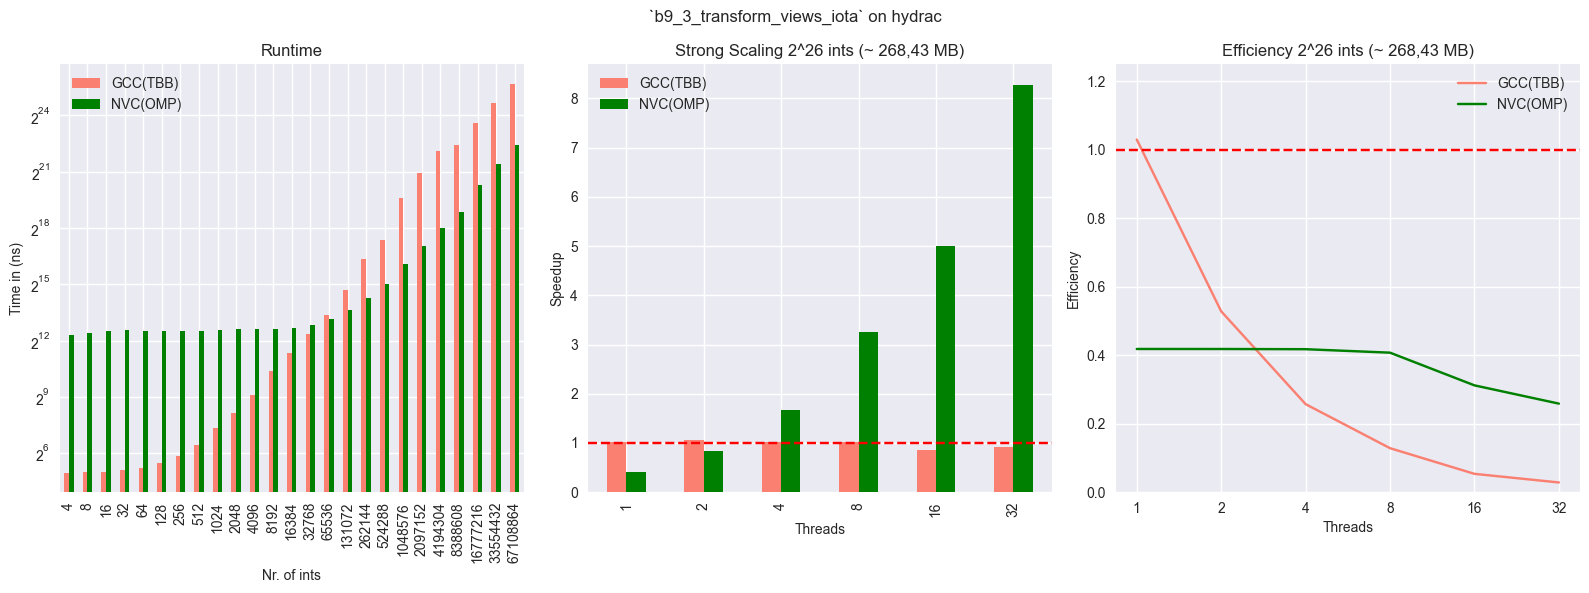 `b9_3_transform_views_iota` on hydrac
Runtime
GCC(TBB)
NVC(OMP)
Time in (ns)
2^24
2^21
2^18
2^15
2^12
2^9
2^6
4 8 16 32 64 128 256 512 1024 2048 4096 8192 16384 32768 65536 131072 262144 524288 1048576 2097152 4194304 8388608 16777216 33554432 67108864
Nr. of ints
Strong Scaling 2^26 ints (~ 268,43 MB)
GCC(TBB)
NVC(OMP)
Speedup
8
7
6
5
4
3
2
1
0
1 2 4 8 16 32
Threads
Efficiency 2^26 ints (~ 268,43 MB)
GCC(TBB)
NVC(OMP)
Efficiency
1.2
1.0
0.8
0.6
0.4
0.2
0.0
1 2 4 8 16 32
Threads